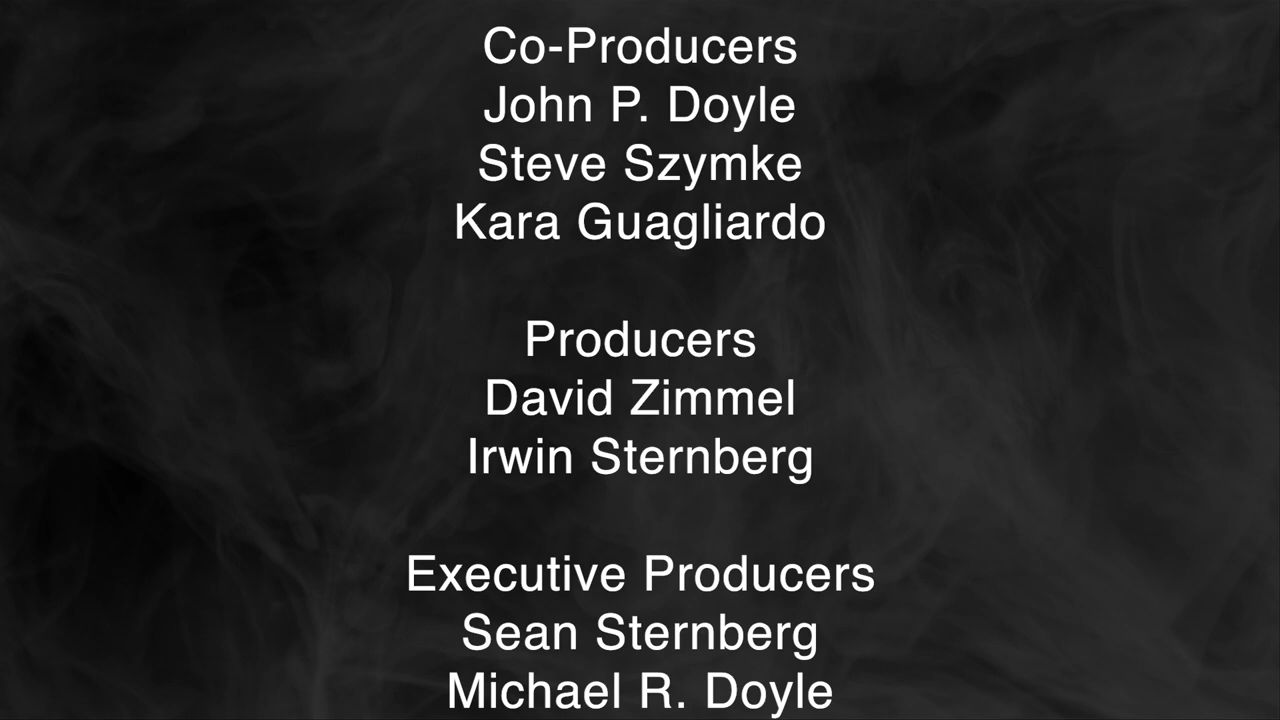 Co-Producers
John P. Doyle
Steve Szymke
Kara Guagliardo
Producers
David Zimmel
Irwin Sternberg
Executive Producers
Sean Sternberg
Michael R. Doyle